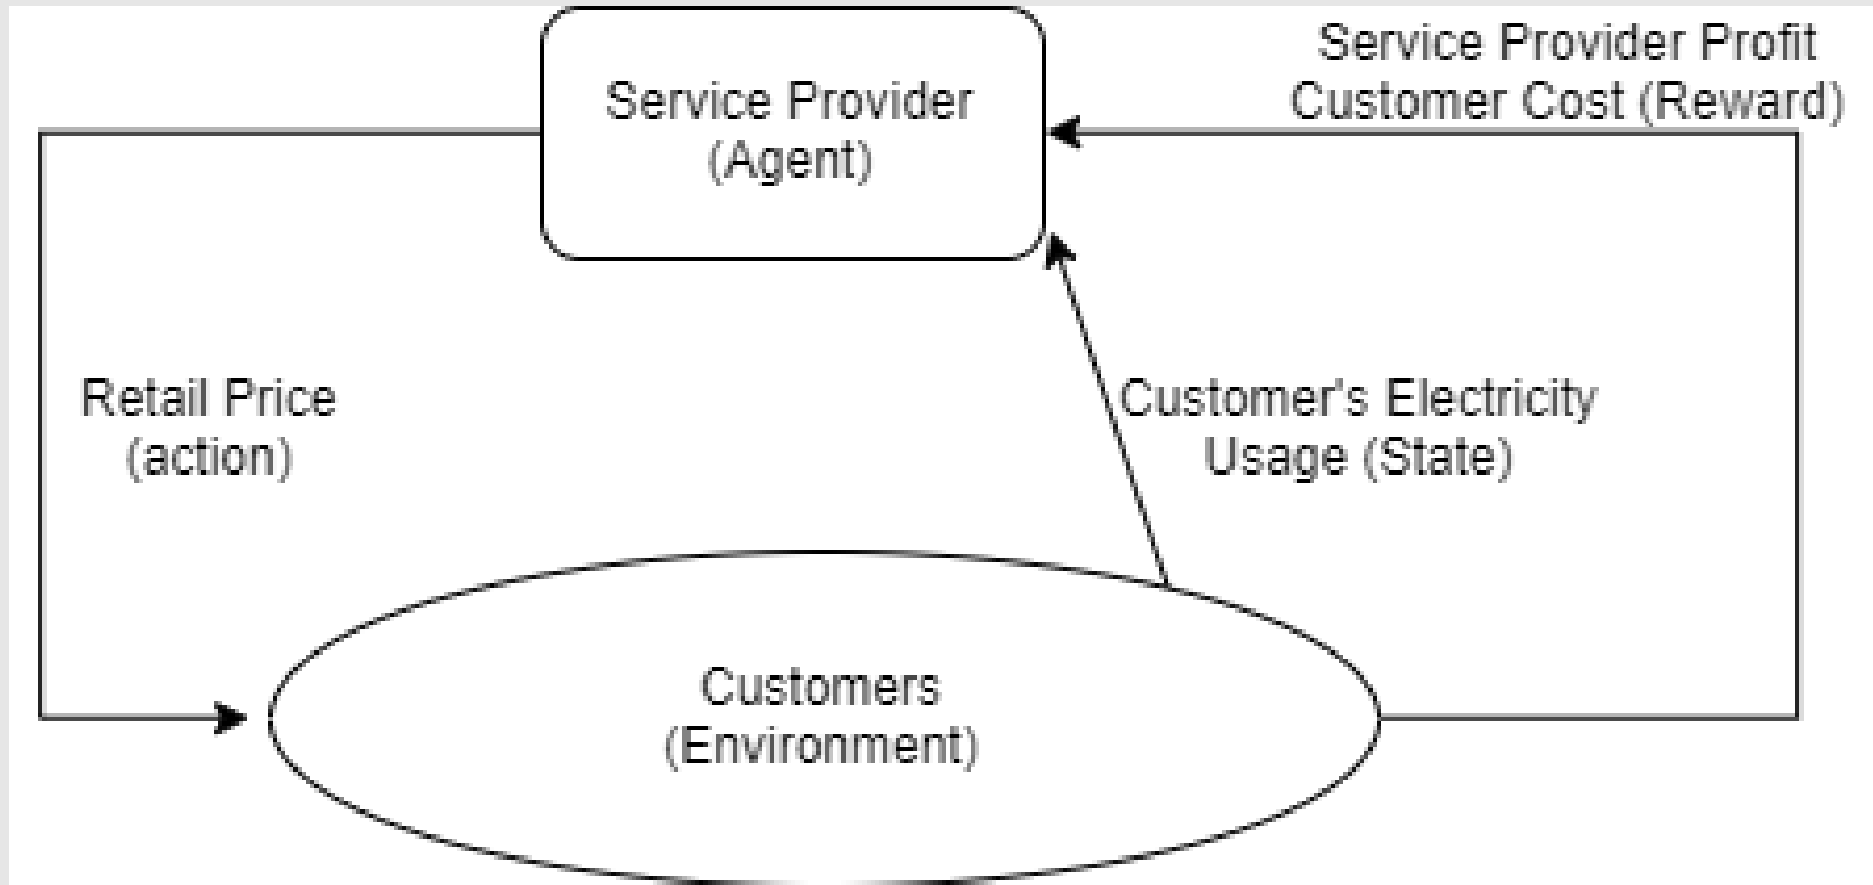 Service Provider
(Agent)
Service Provider Profit
Customer Cost (Reward)
Retail Price
(action)
Customer's Electricity
Usage (State)
Customers
(Environment)